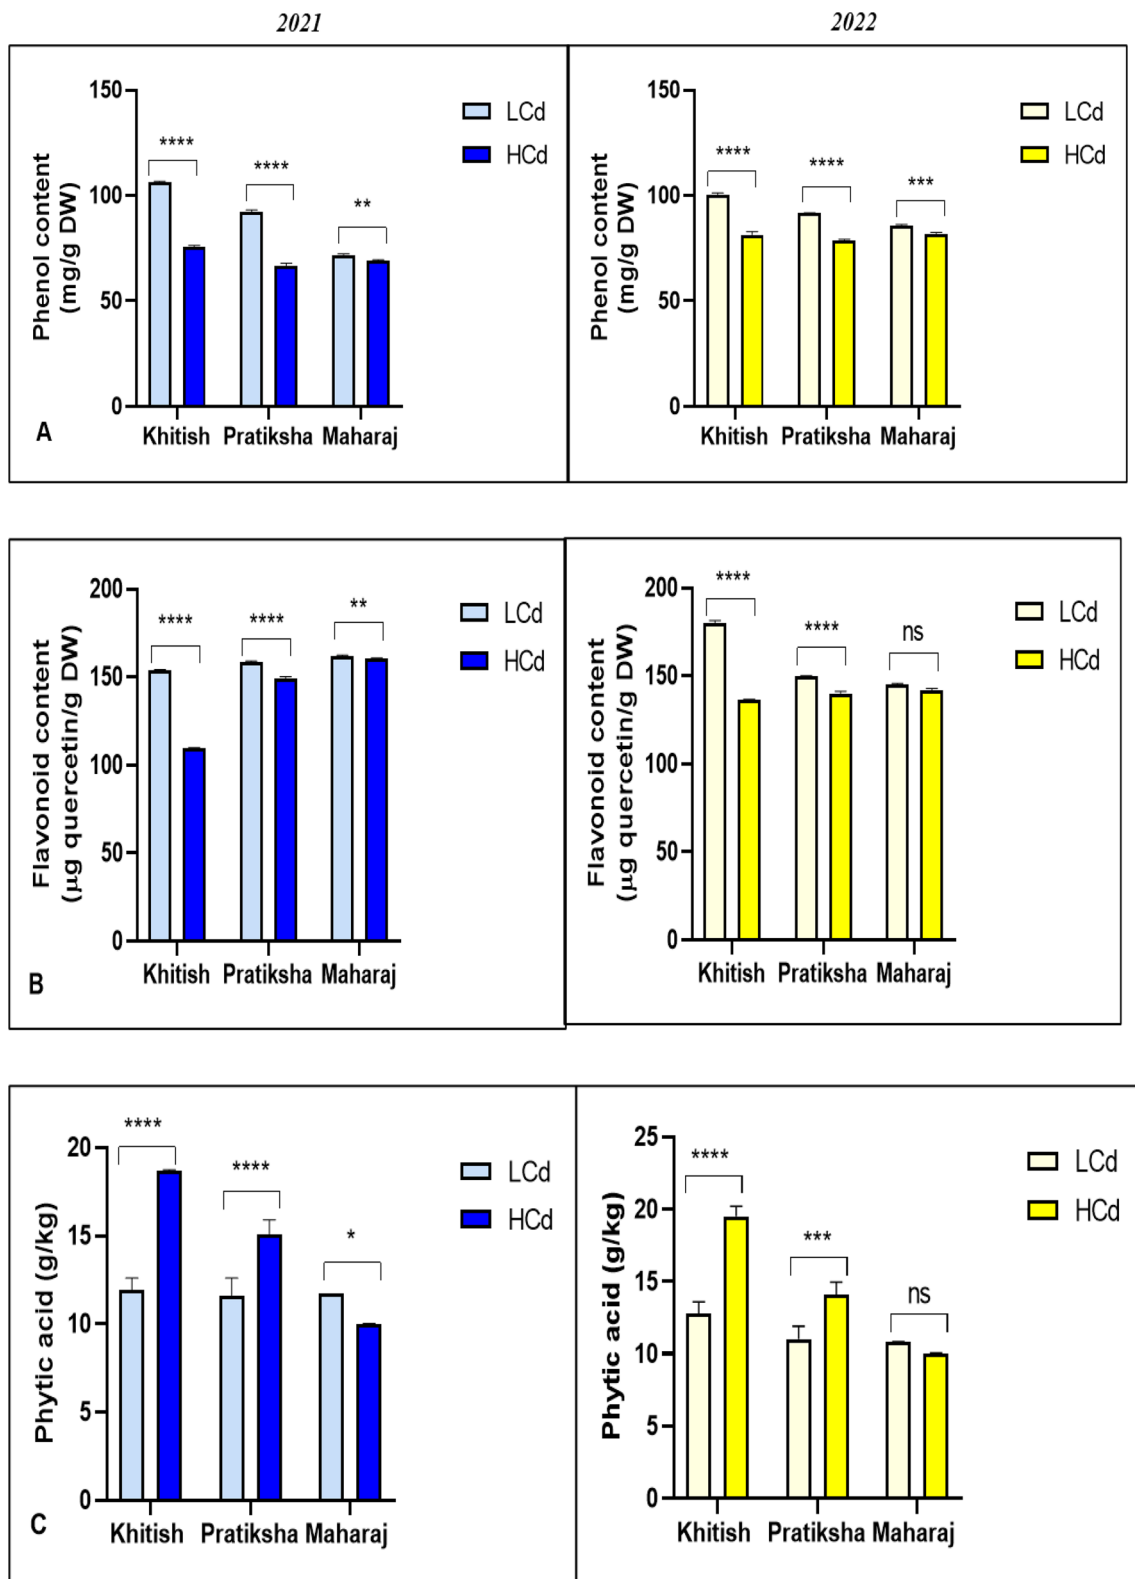 2021
2022
Phenol content
(mg/g DW)
150
100
50
0
****
****
**
LCd
HCd
Khitish Pratiksha Maharaj
A
Phenol content
(mg/g DW)
150
100
50
0
****
****
***
LCd
HCd
Khitish Pratiksha Maharaj
Flavonoid content
(μg quercetin/g DW)
200
150
100
50
0
****
****
**
LCd
HCd
Khitish Pratiksha Maharaj
B
Flavonoid content
(μg quercetin/g DW)
200
150
100
50
0
****
****
ns
LCd
HCd
Khitish Pratiksha Maharaj
Phytic acid (g/kg)
20
15
10
5
0
****
****
*
LCd
HCd
Khitish Pratiksha Maharaj
C
Phytic acid (g/kg)
25
20
15
10
5
0
****
***
ns
LCd
HCd
Khitish Pratiksha Maharaj